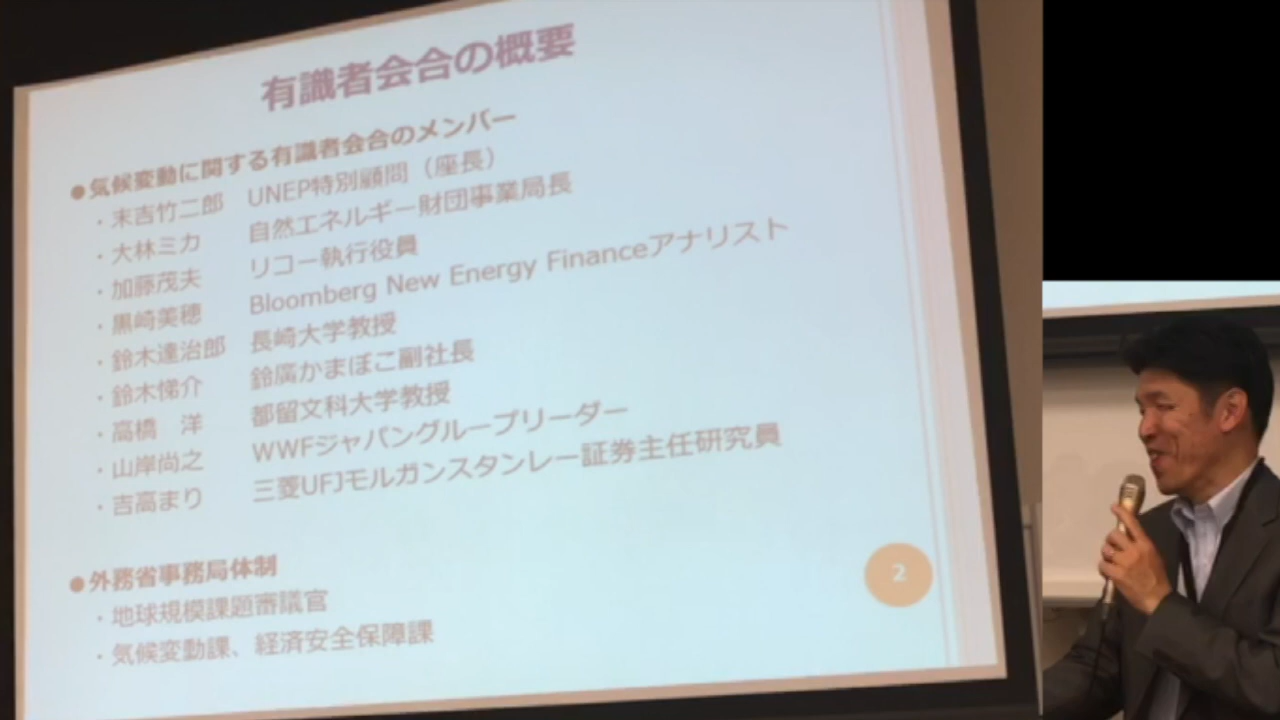 有識者会合の概要
●気候変動に関する有識者会合のメンバー
・末吉竹二郎 UNEP特別顧問（座長）
・大林ミカ 自然エネルギー財団事業局長
・加藤茂夫 リコー執行役員
・黒崎美穂 Bloomberg New Energy Financeアナリスト
・鈴木達治郎 長崎大学教授
・鈴木悌介 鈴廣かまぼこ副社長
・高橋　洋 都留文科大学教授
・山岸尚之 WWFジャパングループリーダー
・吉高まり 三菱UFJモルガンスタンレー証券主任研究員
●外務省事務局体制
・地球規模課題審議官
・気候変動課、経済安全保障課
2